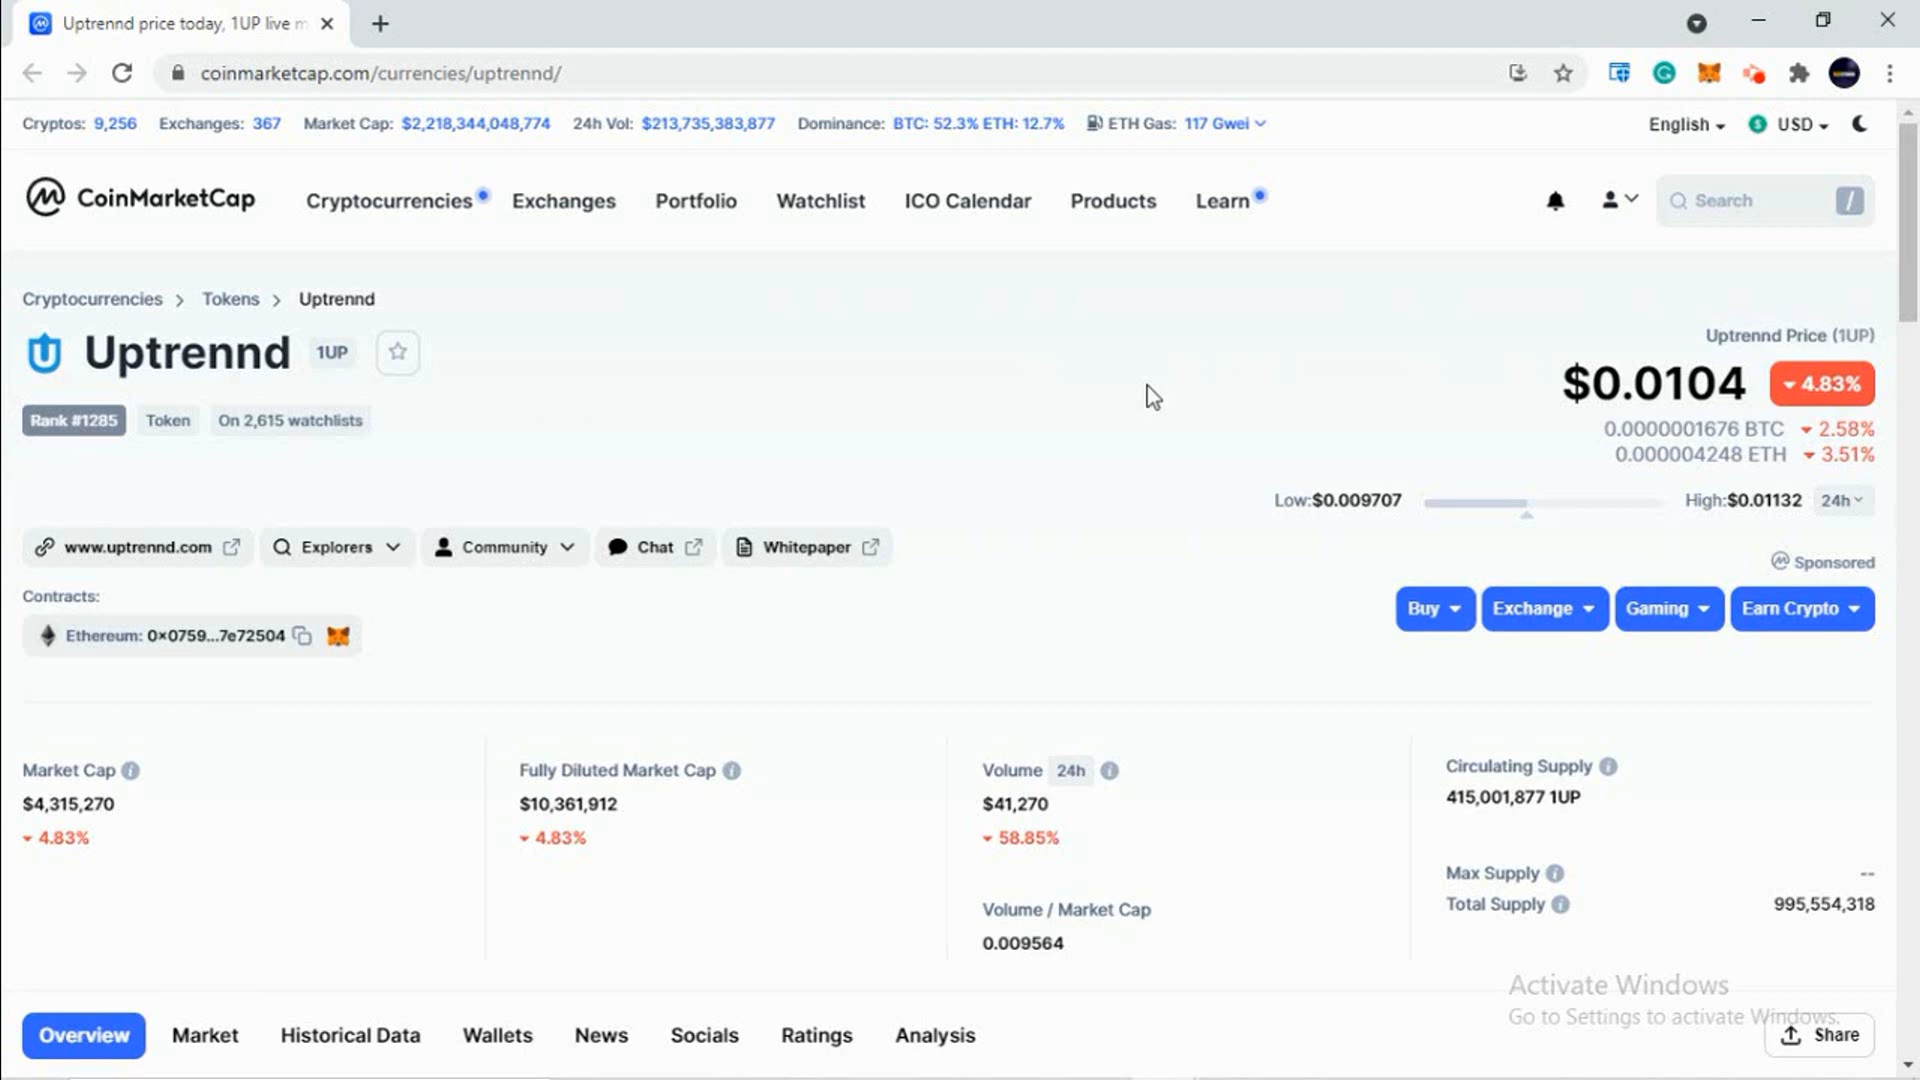 Uptrennd price today, 1UP live m
coinmarketcap.com/currencies/uptrennd/
Cryptos: 9,256 Exchanges: 367 Market Cap: $2,218,344,048,774 24h Vol: $213,735,383,877 Dominance: BTC: 52.3% ETH: 12.7% ETH Gas: 117 Gwei English USD
CoinMarketCap Cryptocurrencies Exchanges Portfolio Watchlist ICO Calendar Products Learn Search /
Cryptocurrencies > Tokens > Uptrennd
Uptrennd 1UP
Uptrennd Price (1UP)
$0.0104 4.83%
Rank #1285 Token On 2,615 watchlists
0.0000001676 BTC 2.58%
0.000004248 ETH 3.51%
Low:$0.009707 High:$0.01132 24h
www.uptrennd.com Explorers Community Chat Whitepaper
Sponsored
Contracts:
Buy Exchange Gaming Earn Crypto
Ethereum: 0x0759...7e72504
Market Cap
$4,315,270
4.83%
Fully Diluted Market Cap
$10,361,912
4.83%
Volume 24h
$41,270
58.85%
Volume / Market Cap
0.009564
Circulating Supply
415,001,877 1UP
Max Supply --
Total Supply 995,554,318
Activate Windows
Go to Settings to activate Windows.
Overview Market Historical Data Wallets News Socials Ratings Analysis Share